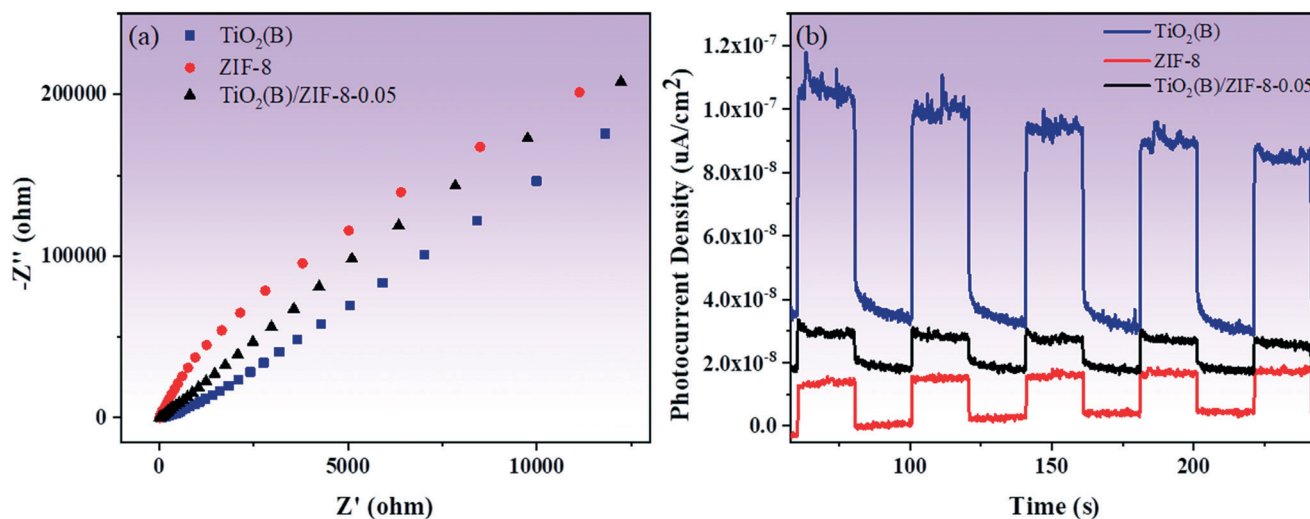 (a)
TiO₂(B)
ZIF-8
TiO₂(B)/ZIF-8-0.05
200000
100000
0
-Z'' (ohm)
0 5000 10000
Z' (ohm)
(b)
TiO₂(B)
ZIF-8
TiO₂(B)/ZIF-8-0.05
1.2x10⁻⁷
1.0x10⁻⁷
8.0x10⁻⁸
6.0x10⁻⁸
4.0x10⁻⁸
2.0x10⁻⁸
0.0
Photocurrent Density (uA/cm²)
100 150 200
Time (s)